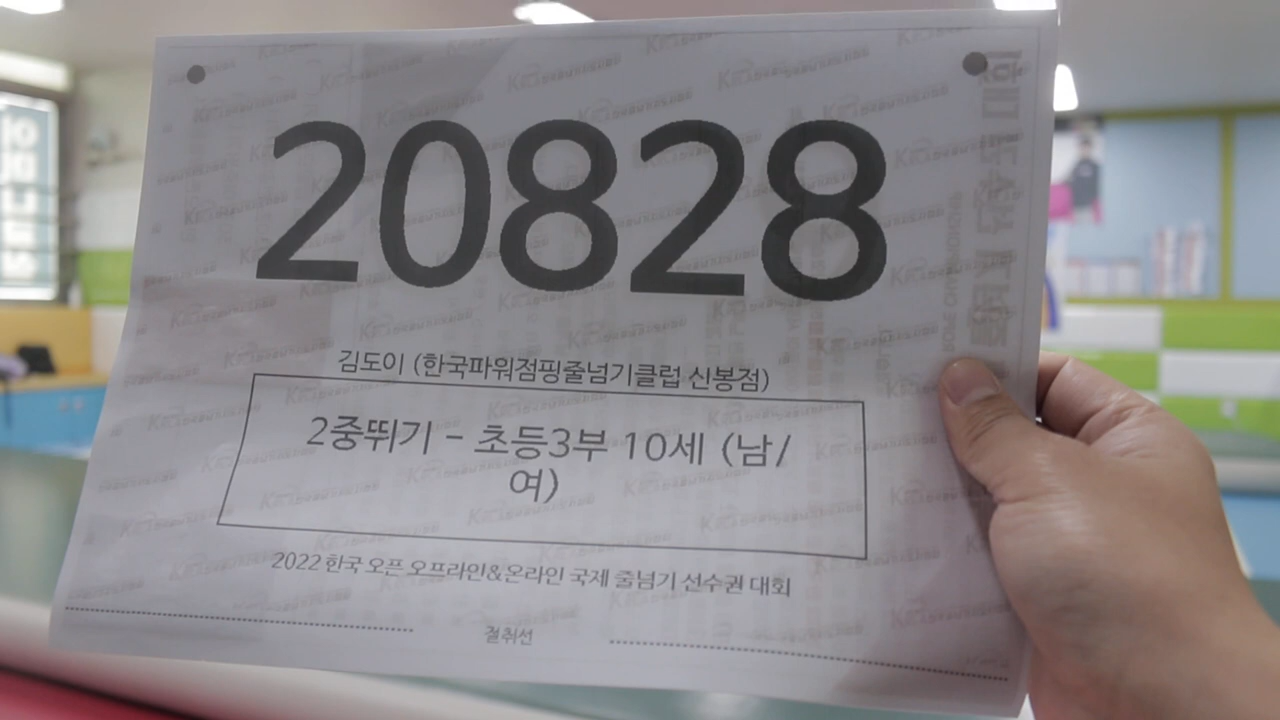 20828
김도이 (한국파워점핑줄넘기클럽 신봉점)
2중뛰기 - 초등3부 10세 (남/
여)
2022 한국 오픈 오프라인&온라인 국제 줄넘기 선수권 대회
절취선